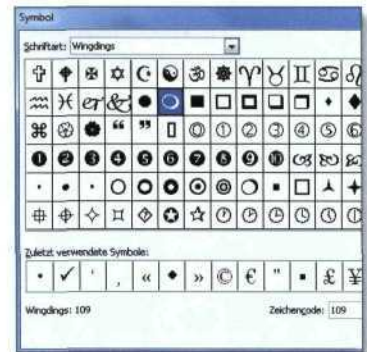 Symbol
Schriftart: Wingdings
Zuletzt verwendete Symbole:
Wingdings: 109 Zeichencode: 109